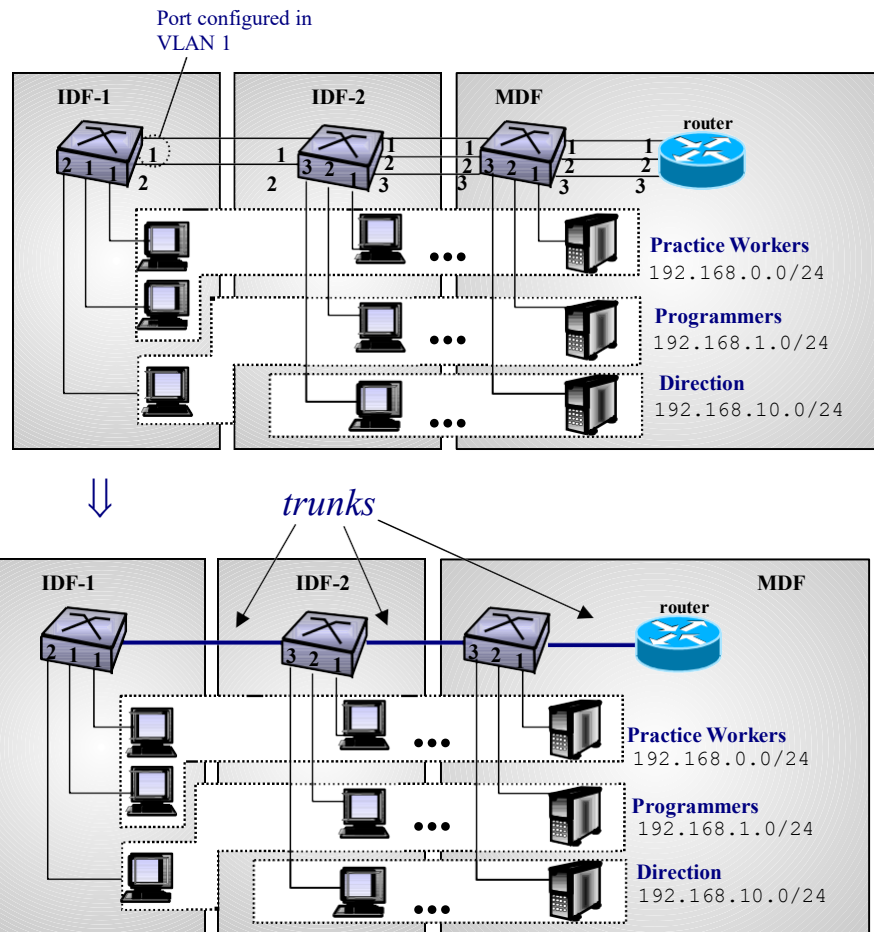 Port configured in
VLAN 1
IDF-1
IDF-2
MDF
router
2 1 1
1
2
1
2
3 2 1
1
2
3
1
2
3
3 2 1
1
2
3
1
2
3
Practice Workers
192.168.0.0/24
Programmers
192.168.1.0/24
Direction
192.168.10.0/24
⇓
trunks
IDF-1
IDF-2
MDF
router
2 1 1
3 2 1
3 2 1
Practice Workers
192.168.0.0/24
Programmers
192.168.1.0/24
Direction
192.168.10.0/24